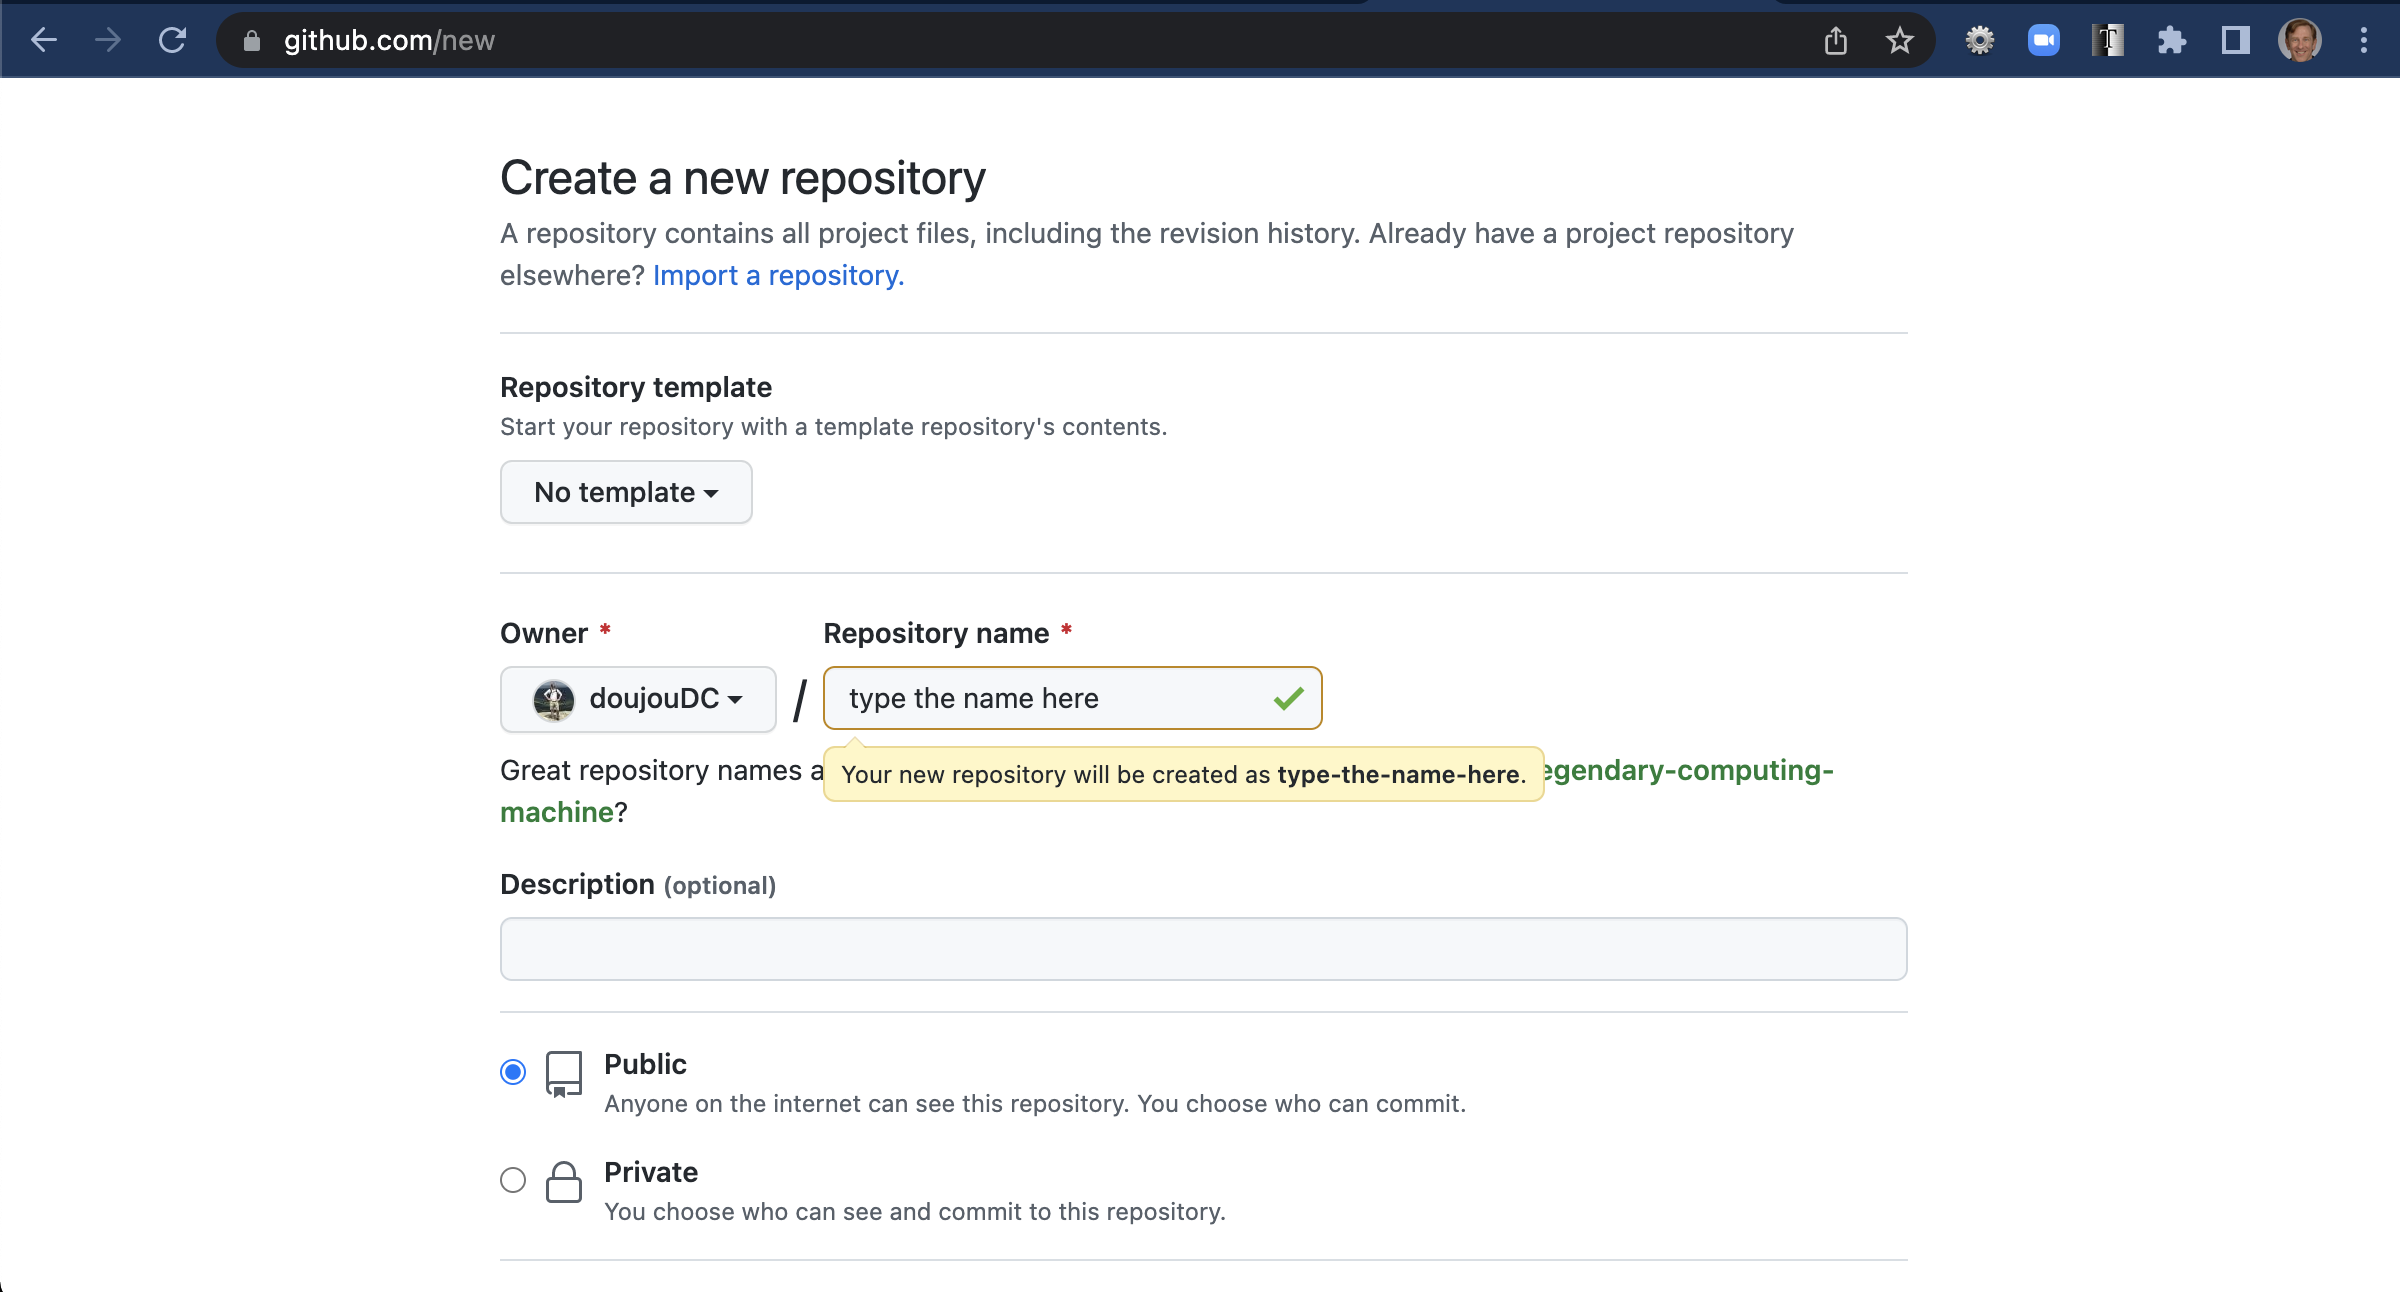 github.com/new
T
Create a new repository
A repository contains all project files, including the revision history. Already have a project repository
elsewhere? Import a repository.
Repository template
Start your repository with a template repository's contents.
No template
Owner *
Repository name *
doujouDC / type the name here
Great repository names a
Your new repository will be created as type-the-name-here.
egendary-computing-
machine?
Description (optional)
Public
Anyone on the internet can see this repository. You choose who can commit.
Private
You choose who can see and commit to this repository.